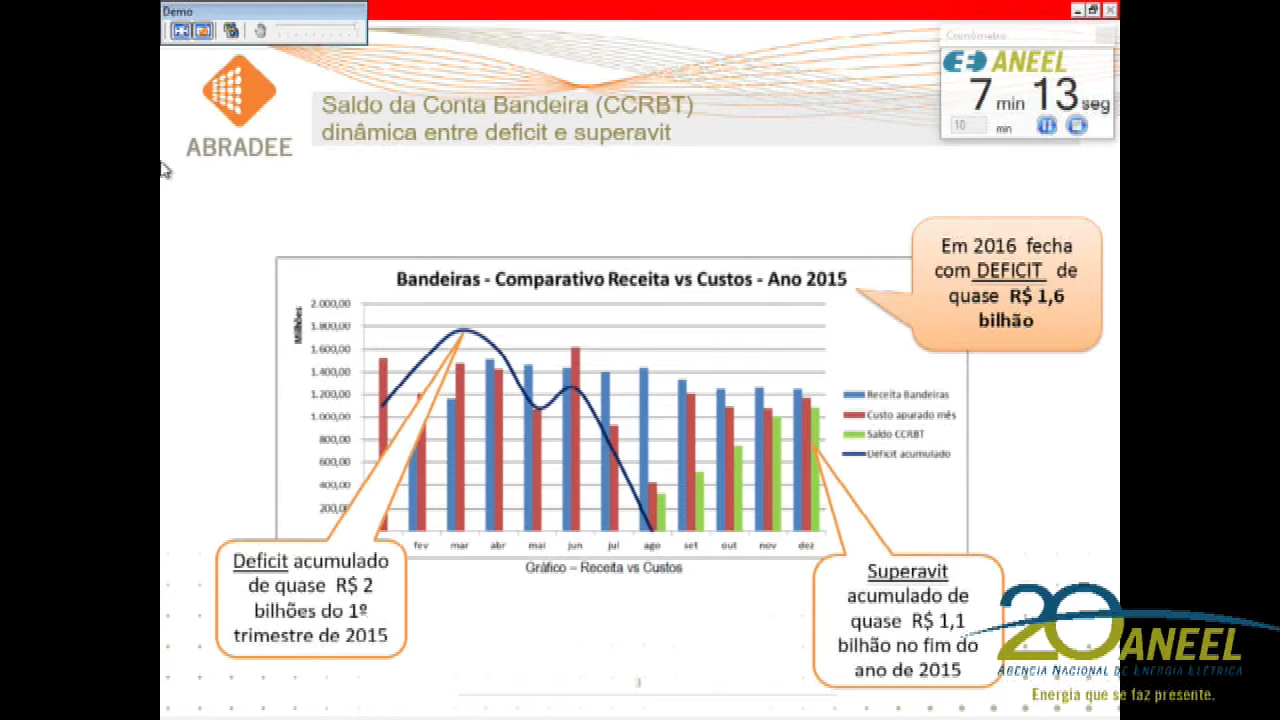 Demo
Cronômetro
ANEEL
7 min 13 seg
10 min
ABRADEE
Saldo da Conta Bandeira (CCRBT)
dinâmica entre deficit e superavit
Em 2016 fecha
com DEFICIT de
quase R$ 1,6
bilhão
Bandeiras - Comparativo Receita vs Custos - Ano 2015
Milhões
2.000,00
1.800,00
1.600,00
1.400,00
1.200,00
1.000,00
800,00
600,00
400,00
200,00
Receita Bandeiras
Custo apurado mês
Saldo CCRBT
Deficit acumulado
fev mar abr mai jun jul ago set out nov dez
Gráfico – Receita vs Custos
Deficit acumulado
de quase R$ 2
bilhões do 1º
trimestre de 2015
Superavit
acumulado de
quase R$ 1,1
bilhão no fim do
ano de 2015
20 ANEEL
AGÊNCIA NACIONAL DE ENERGIA ELÉTRICA
Energia que se faz presente.